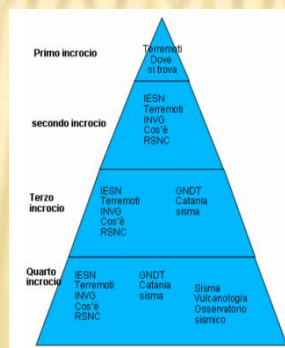 Primo incrocio
Terremoti
Dove
si trova
secondo incrocio
IESN
Terremoti
INVG
Cos'è
RSNC
Terzo
incrocio
IESN
Terremoti
INVG
Cos'è
RSNC
GNDT
Catania
sisma
Quarto
incrocio
IESN
Terremoti
INVG
Cos'è
RSNC
GNDT
Catania
sisma
Sisma
Vulcanologia
Osservatorio
sismico